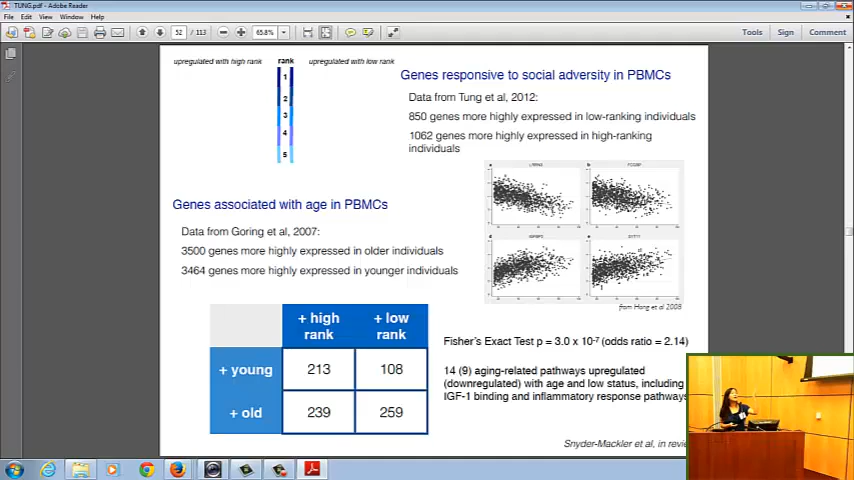 TUNG.pdf - Adobe Reader
File Edit View Window Help
52 / 113 65.8% Tools Sign Comment
upregulated with high rank rank upregulated with low rank
1
2
3
4
5
Genes responsive to social adversity in PBMCs
Data from Tung et al, 2012:
850 genes more highly expressed in low-ranking individuals
1062 genes more highly expressed in high-ranking
individuals
Genes associated with age in PBMCs
Data from Goring et al, 2007:
3500 genes more highly expressed in older individuals
3464 genes more highly expressed in younger individuals
from Hong et al 2008
+ high + low
rank rank
+ young 213 108
+ old 239 259
Fisher's Exact Test p = 3.0 x 10-7 (odds ratio = 2.14)
14 (9) aging-related pathways upregulated
(downregulated) with age and low status, including
IGF-1 binding and inflammatory response pathways
Snyder-Mackler et al, in revie